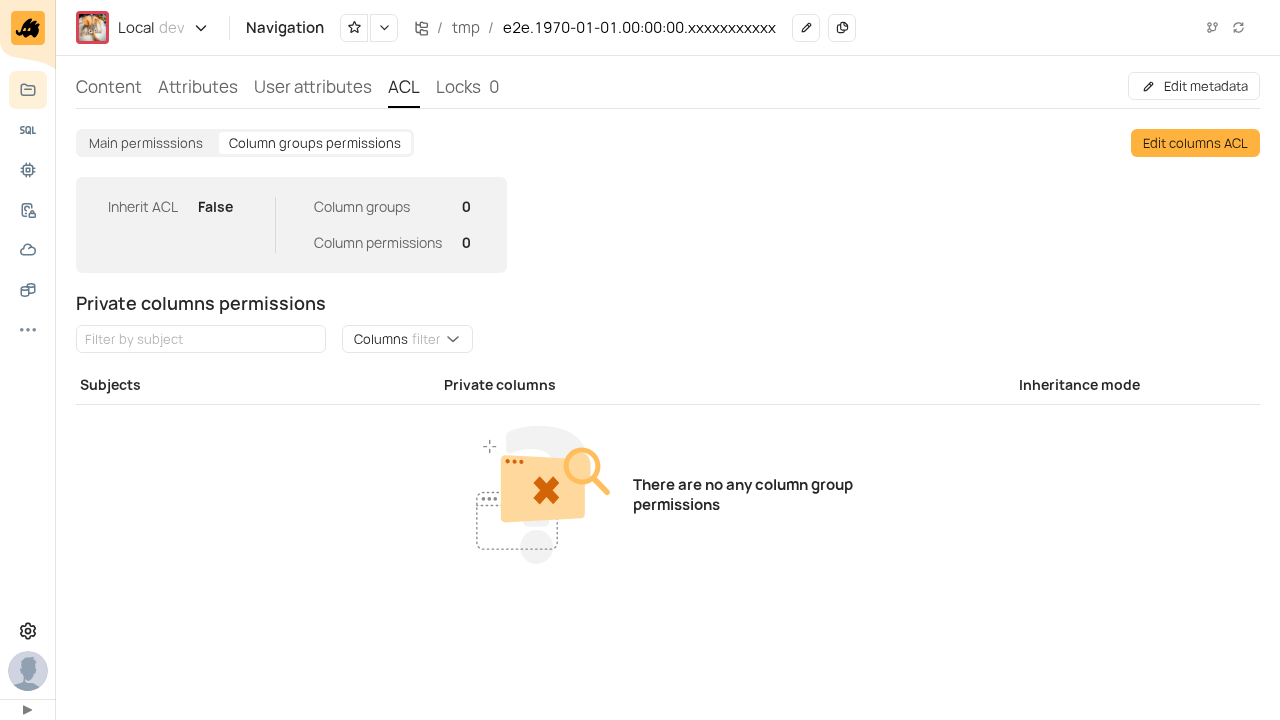 Local dev
Navigation
/ tmp / e2e.1970-01-01.00:00:00.xxxxxxxxxxx
SQL
Content Attributes User attributes ACL Locks 0
Edit metadata
Main permisssions Column groups permissions
Edit columns ACL
Inherit ACL False
Column groups 0
Column permissions 0
Private columns permissions
Filter by subject
Columns filter
Subjects Private columns Inheritance mode
There are no any column group
permissions